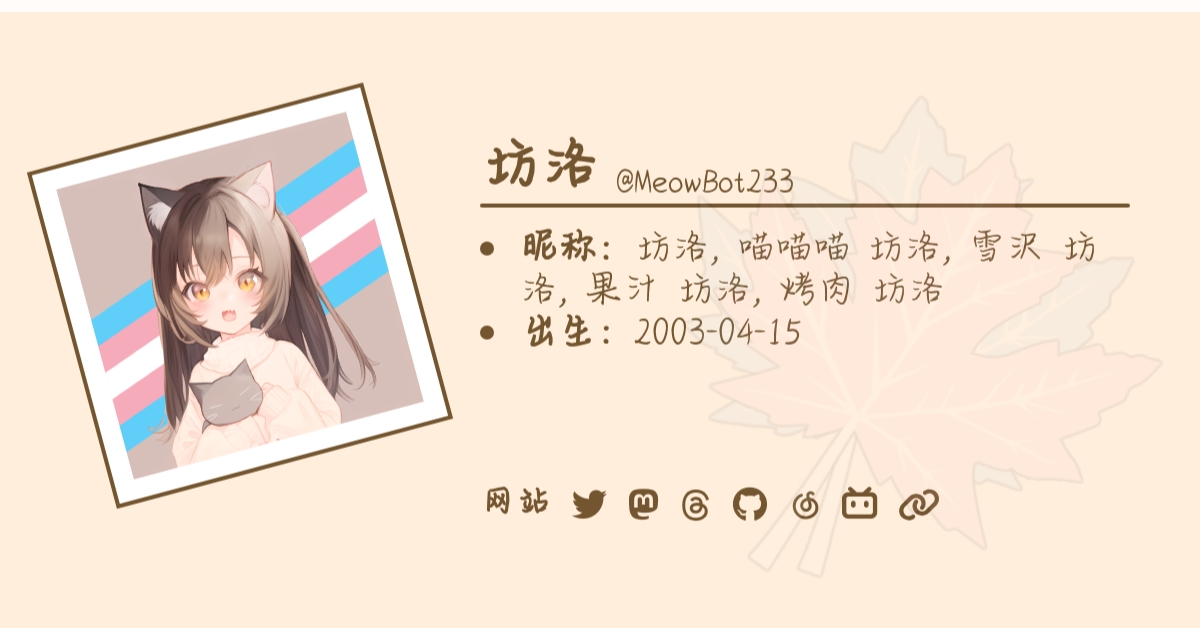 坊洛 @MeowBot233
昵称: 坊洛, 喵喵喵 坊洛, 雪沢 坊
洛, 果汁 坊洛, 烤肉 坊洛
出生: 2003-04-15
网站